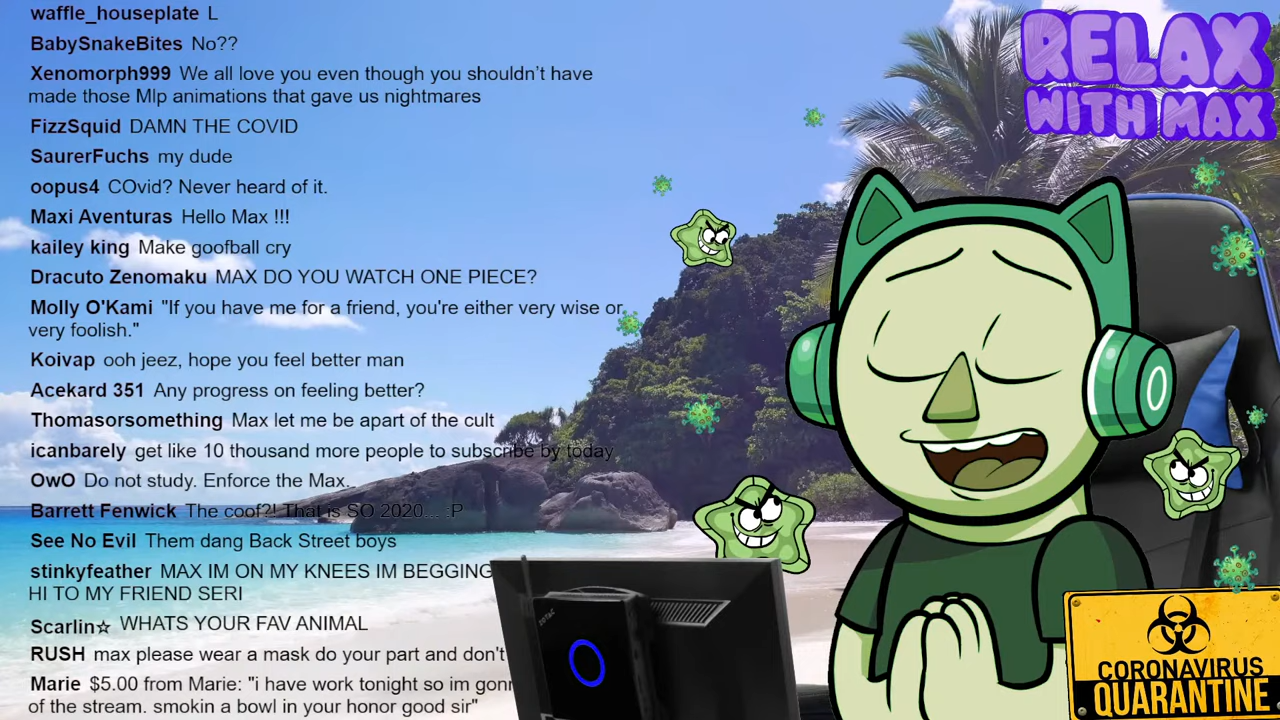 waffle_houseplate L
BabySnakeBites No??
Xenomorph999 We all love you even though you shouldn't have
made those Mlp animations that gave us nightmares
FizzSquid DAMN THE COVID
SaurerFuchs my dude
oopus4 COvid? Never heard of it.
Maxi Aventuras Hello Max !!!
kailey king Make goofball cry
Dracuto Zenomaku MAX DO YOU WATCH ONE PIECE?
Molly O'Kami "If you have me for a friend, you're either very wise or
very foolish."
Koivap ooh jeez, hope you feel better man
Acekard 351 Any progress on feeling better?
Thomasorsomething Max let me be apart of the cult
icanbarely get like 10 thousand more people to subscribe by today
OwO Do not study. Enforce the Max.
Barrett Fenwick The coof?! That is SO 2020... :P
See No Evil Them dang Back Street boys
stinkyfeather MAX IM ON MY KNEES IM BEGGING
HI TO MY FRIEND SERI
Scarlin☆ WHATS YOUR FAV ANIMAL
RUSH max please wear a mask do your part and don't
Marie $5.00 from Marie: "i have work tonight so im gonn
of the stream. smokin a bowl in your honor good sir"
RELAX
WITH MAX
ZOTAC
CORONAVIRUS
QUARANTINE